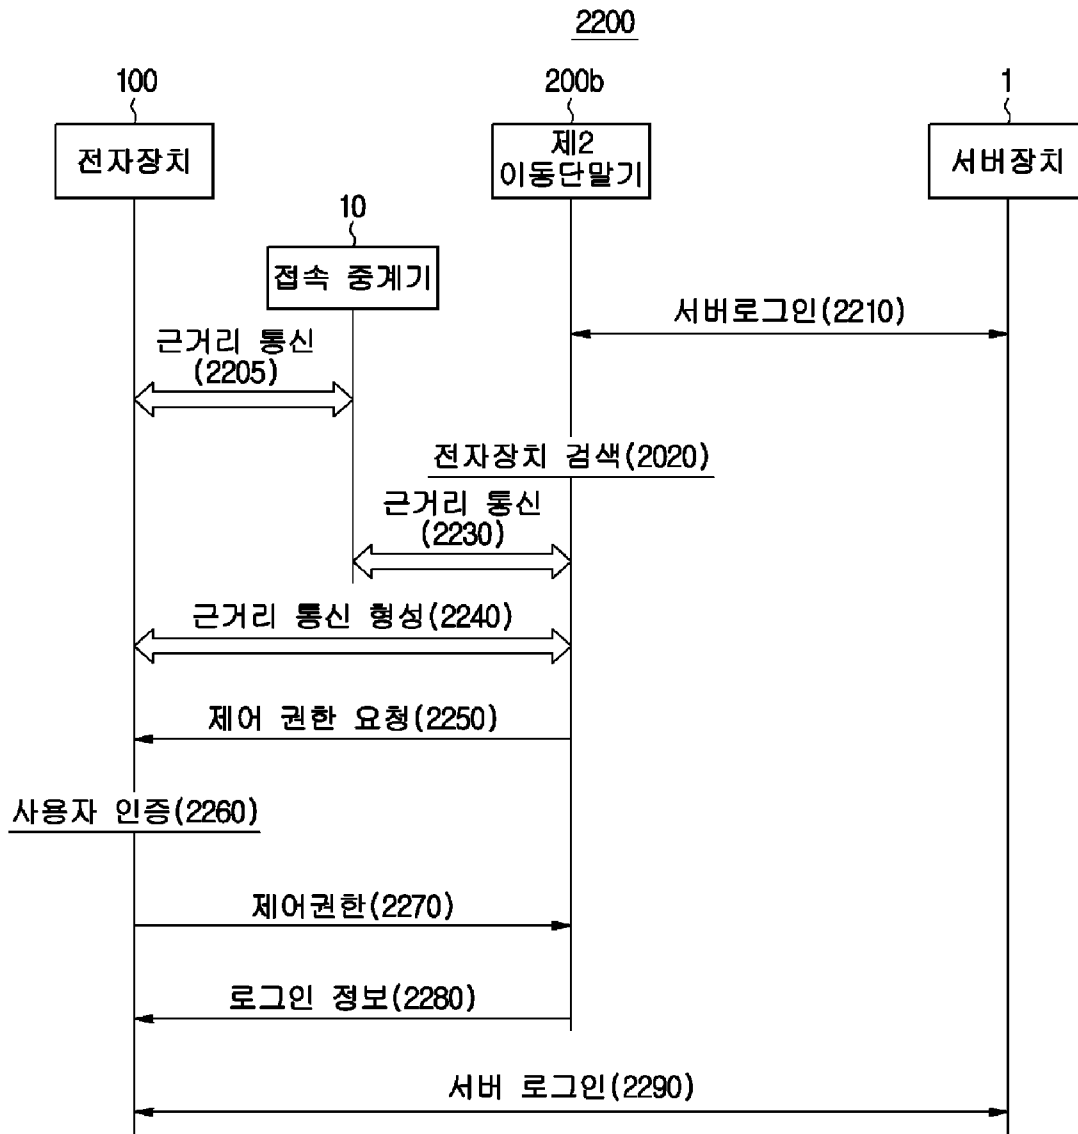 2200
100
200b
1
전자장치
제2
이동단말기
서버장치
10
접속 중계기
서버로그인(2210)
근거리 통신
(2205)
전자장치 검색(2020)
근거리 통신
(2230)
근거리 통신 형성(2240)
제어 권한 요청(2250)
사용자 인증(2260)
제어권한(2270)
로그인 정보(2280)
서버 로그인(2290)